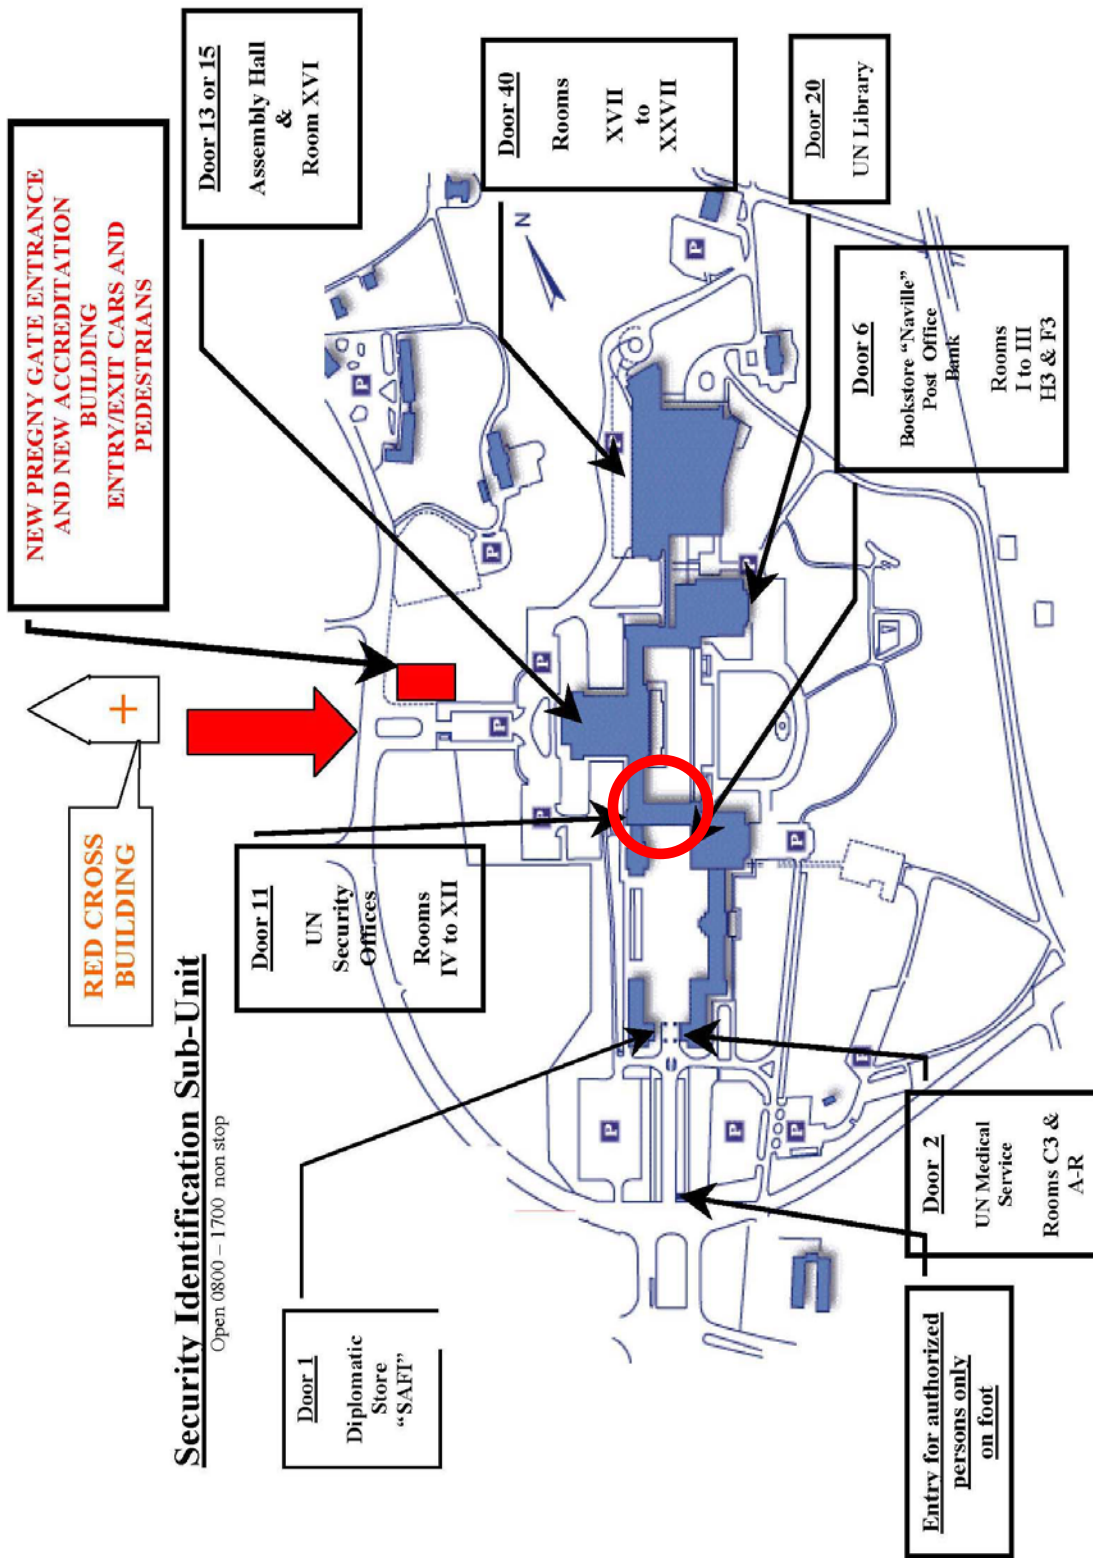 Security Identification Sub-Unit
Open 0800 – 1700 non stop
RED CROSS
BUILDING
NEW PREGNY GATE ENTRANCE
AND NEW ACCREDITATION
BUILDING
ENTRY/EXIT CARS AND
PEDESTRIANS
Door 1
Diplomatic
Store
“SAFI”
Door 11
UN
Security
Offices
Rooms
IV to XII
Door 13 or 15
Assembly Hall
&
Room XVI
Door 40
Rooms
XVII
to
XXVII
Door 20
UN Library
Door 6
Bookstore “Naville”
Post Office
Bank
Rooms
I to III
H3 & F3
Door 2
UN Medical
Service
Rooms C3 &
A-R
Entry for authorized
persons only
on foot
N
P
P
P
P
P
P
P
P
P
P
P
P
P